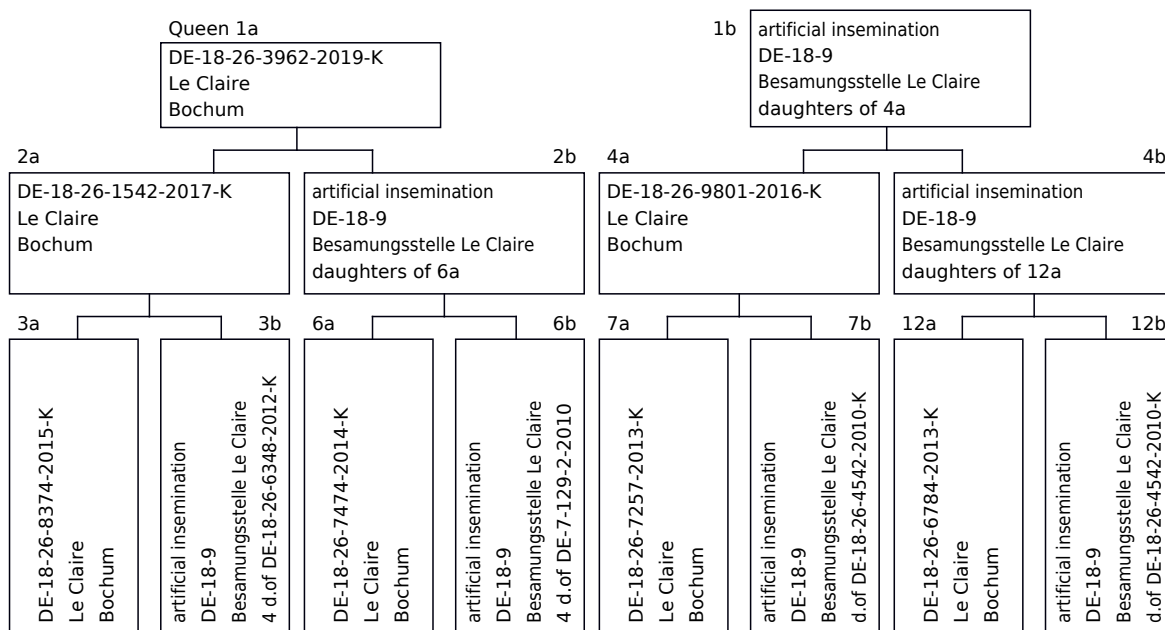 Queen 1a
DE-18-26-3962-2019-K
Le Claire
Bochum
1b
artificial insemination
DE-18-9
Besamungsstelle Le Claire
daughters of 4a
2a
DE-18-26-1542-2017-K
Le Claire
Bochum
2b
artificial insemination
DE-18-9
Besamungsstelle Le Claire
daughters of 6a
4a
DE-18-26-9801-2016-K
Le Claire
Bochum
4b
artificial insemination
DE-18-9
Besamungsstelle Le Claire
daughters of 12a
3a
DE-18-26-8374-2015-K
Le Claire
Bochum
3b
artificial insemination
DE-18-9
Besamungsstelle Le Claire
4 d.of DE-18-26-6348-2012-K
6a
DE-18-26-7474-2014-K
Le Claire
Bochum
6b
artificial insemination
DE-18-9
Besamungsstelle Le Claire
4 d.of DE-7-129-2-2010
7a
DE-18-26-7257-2013-K
Le Claire
Bochum
7b
artificial insemination
DE-18-9
Besamungsstelle Le Claire
d.of DE-18-26-4542-2010-K
12a
DE-18-26-6784-2013-K
Le Claire
Bochum
12b
artificial insemination
DE-18-9
Besamungsstelle Le Claire
d.of DE-18-26-4542-2010-K